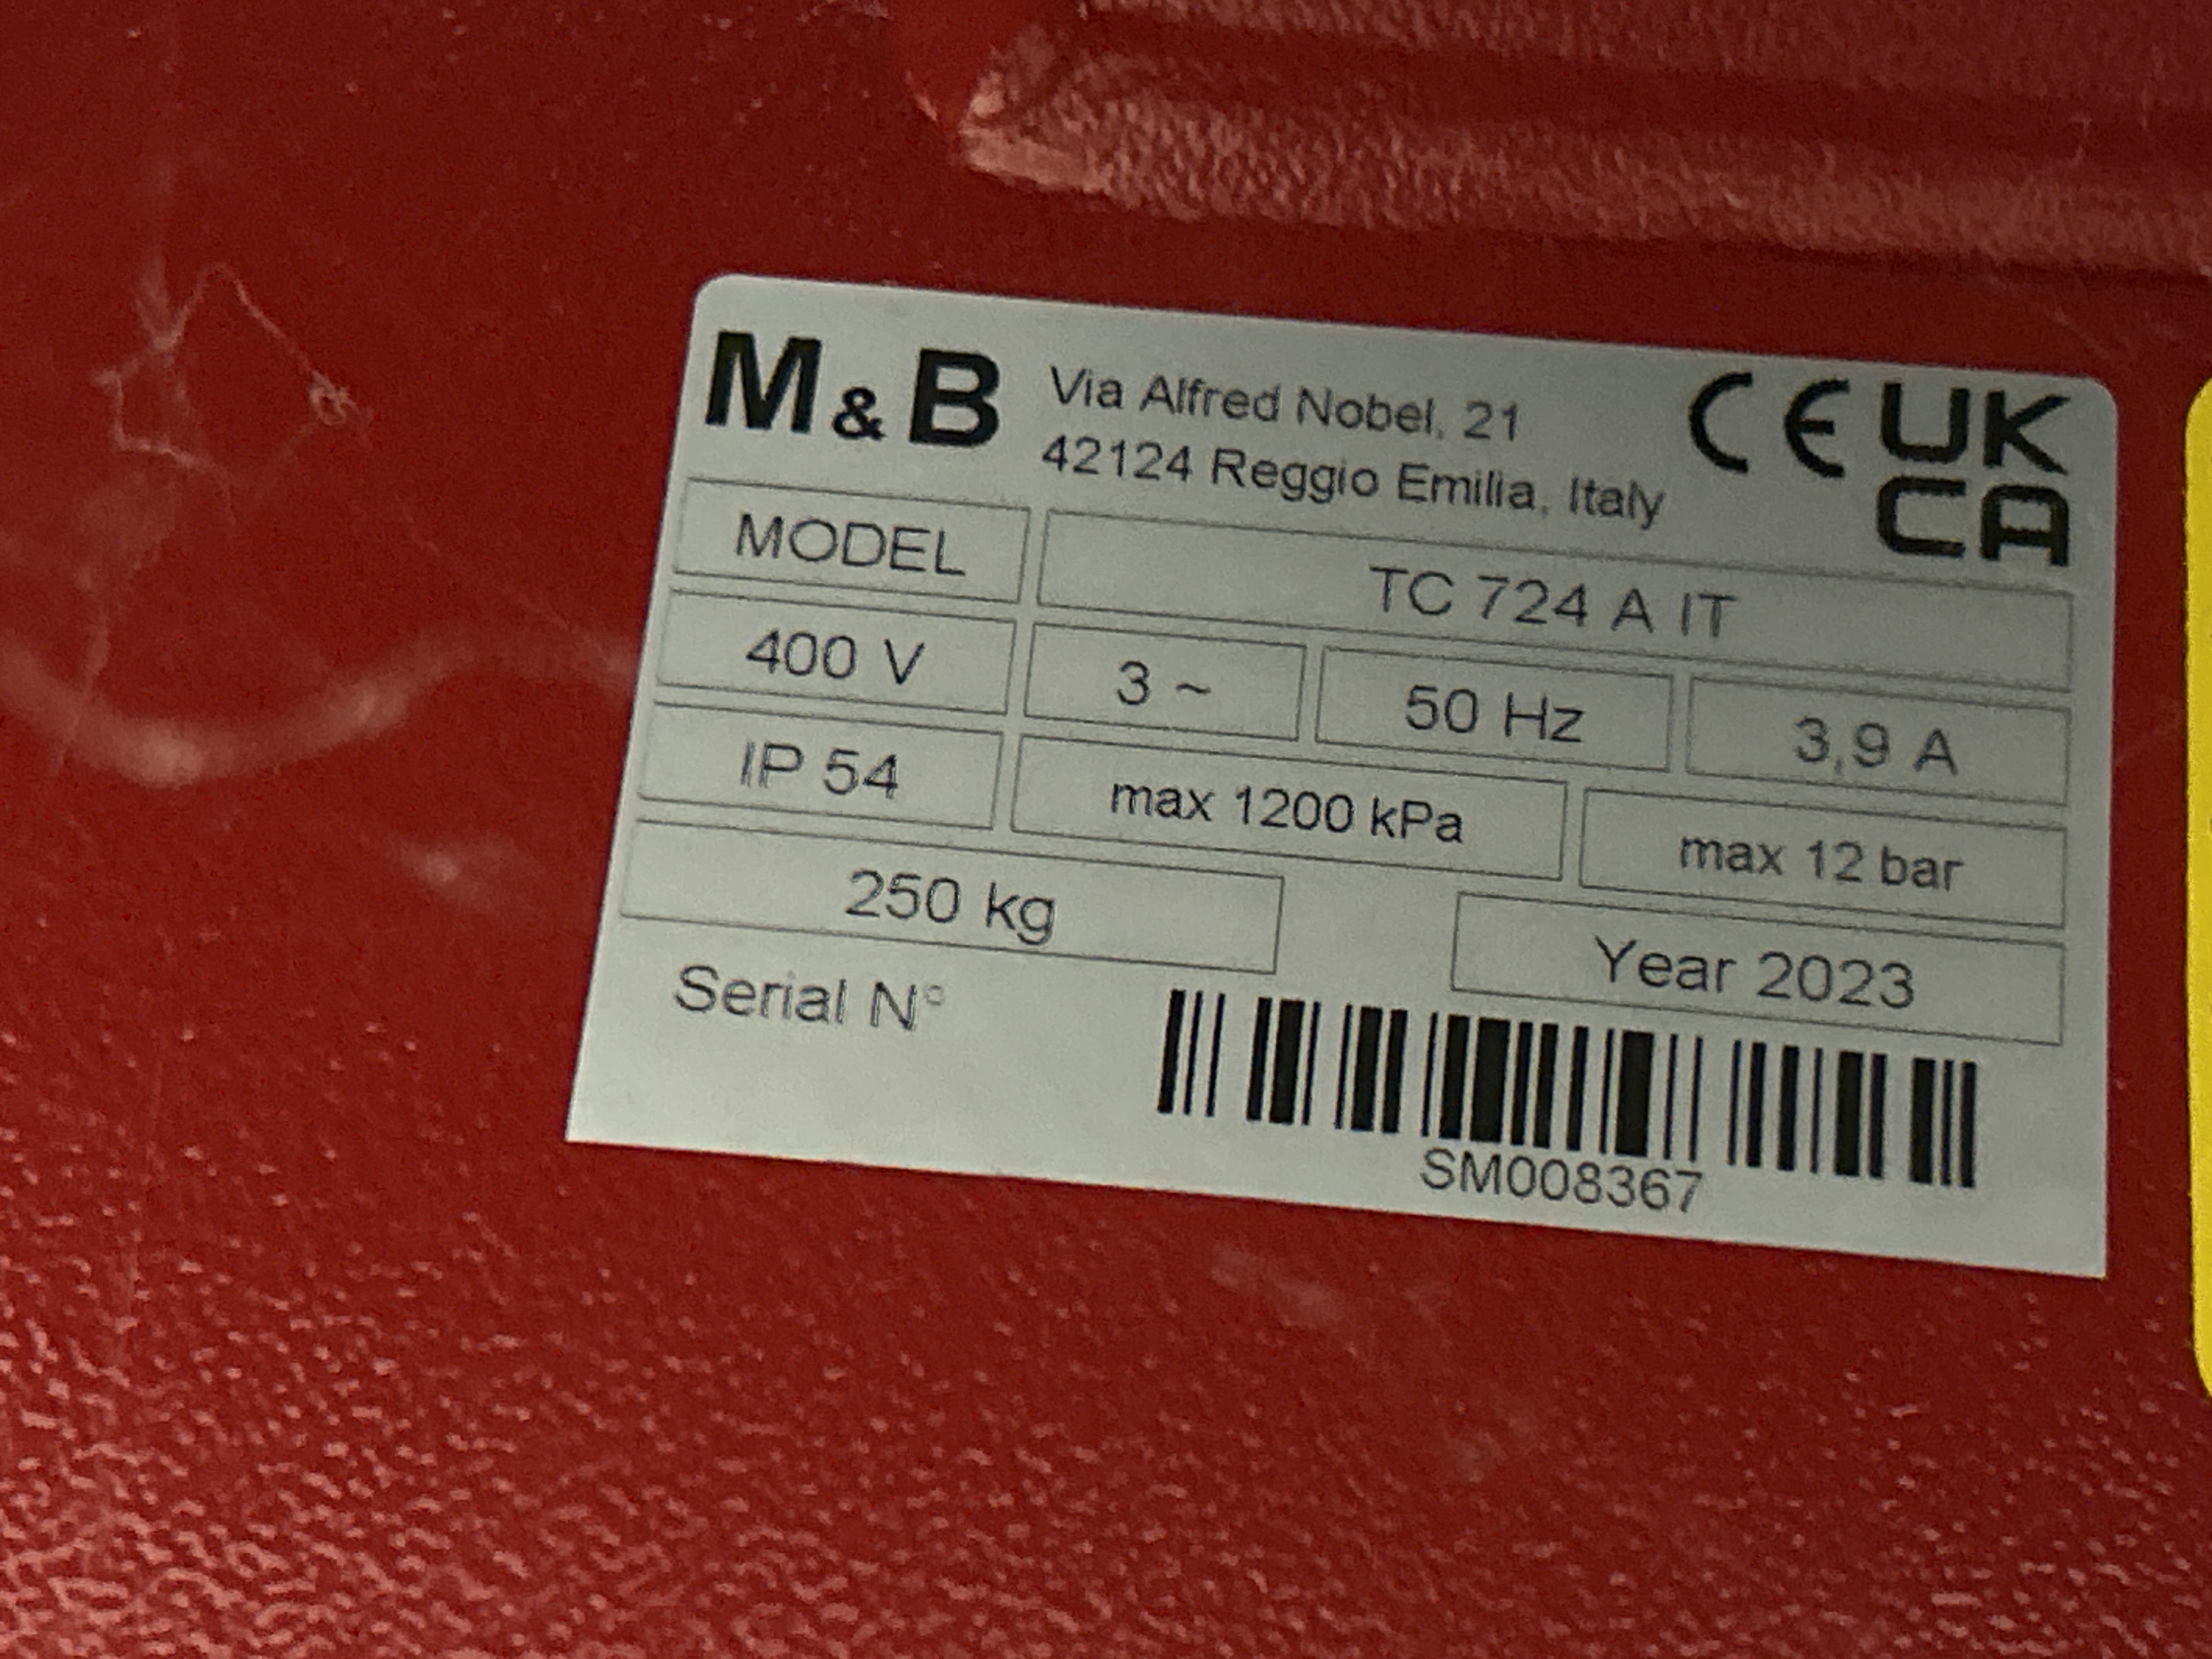 M&B Via Alfred Nobel, 21
42124 Reggio Emilia, Italy
CE UK
CA
MODEL TC 724 A IT
400 V 3 ~ 50 Hz 3,9 A
IP 54 max 1200 kPa max 12 bar
250 kg Year 2023
Serial N°
SM008367